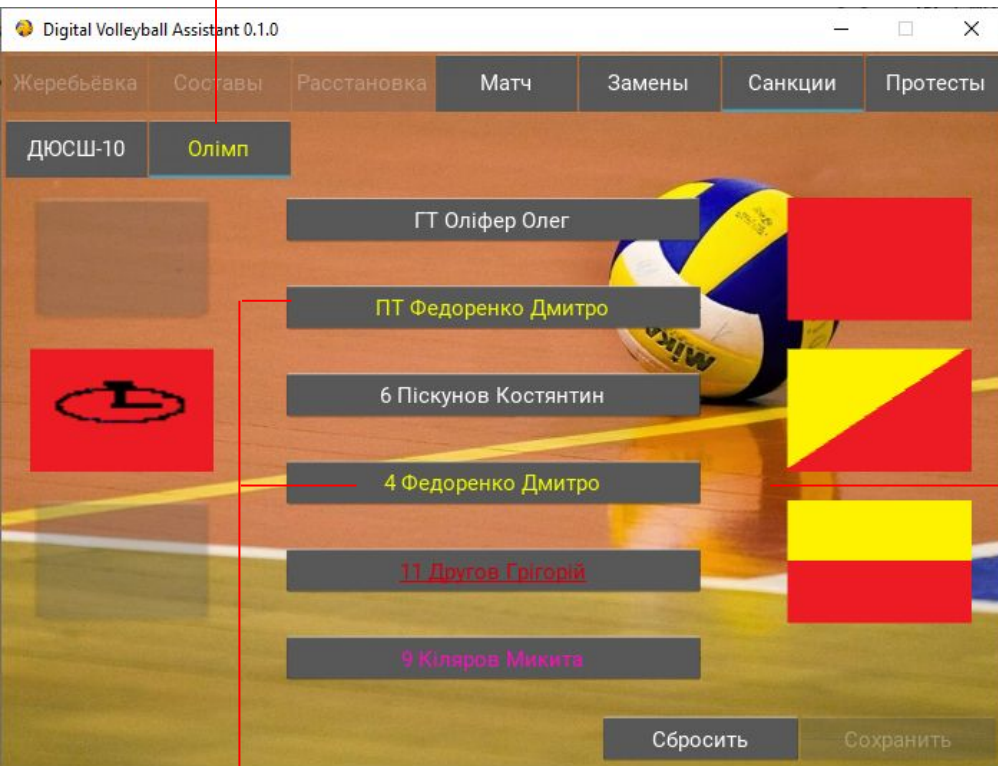 Digital Volleyball Assistant 0.1.0
Жеребьёвка Составы Расстановка Матч Замены Санкции Протесты
ДЮСШ-10 Олімп
ГТ Оліфер Олег
ПТ Федоренко Дмитро
6 Піскунов Костянтин
4 Федоренко Дмитро
11 Другов Грігорій
9 Кіляров Микита
MIKA
Сбросить Сохранить